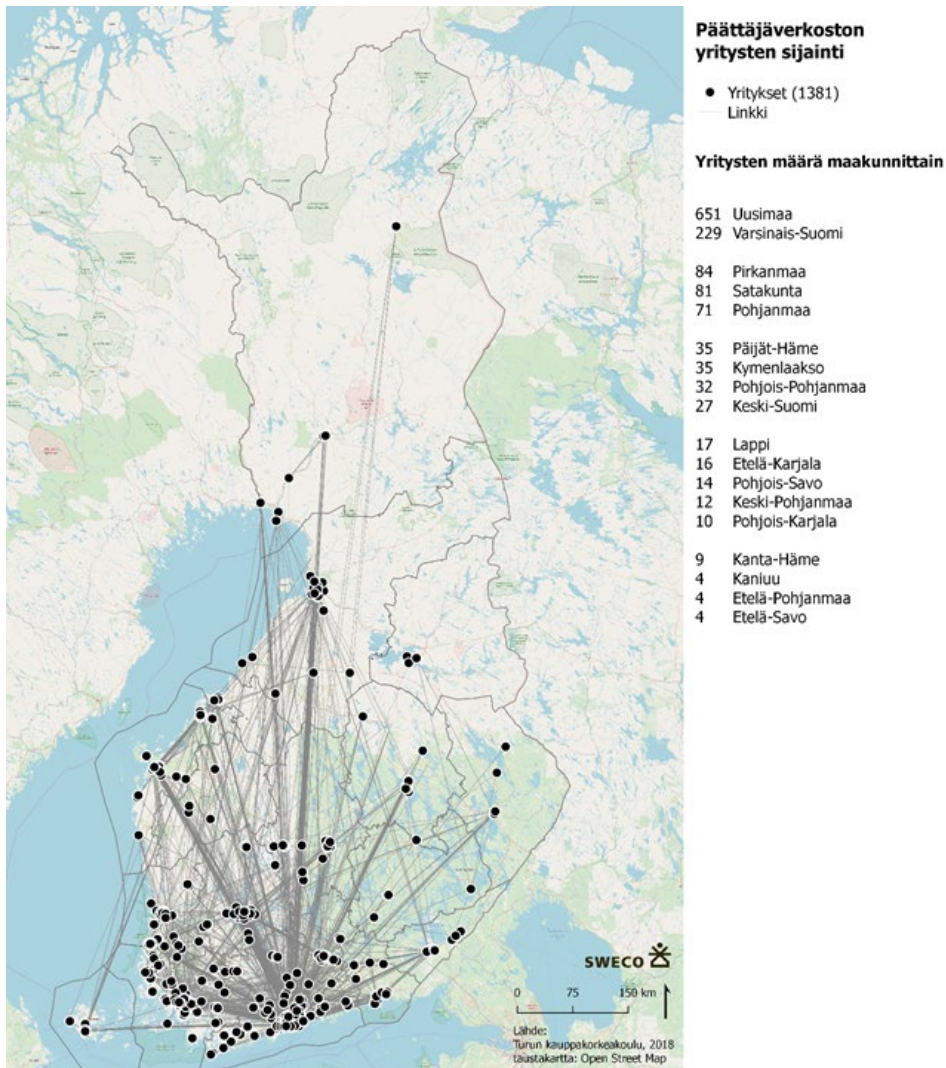 Päättäjäverkoston
yritysten sijainti
Yritykset (1381)
Linkki
Yritysten määrä maakunnittain
651 Uusimaa
229 Varsinais-Suomi
84 Pirkanmaa
81 Satakunta
71 Pohjanmaa
35 Päijät-Häme
35 Kymenlaakso
32 Pohjois-Pohjanmaa
27 Keski-Suomi
17 Lappi
16 Etelä-Karjala
14 Pohjois-Savo
12 Keski-Pohjanmaa
10 Pohjois-Karjala
9 Kanta-Häme
4 Kaniuu
4 Etelä-Pohjanmaa
4 Etelä-Savo
SWECO
0 75 150 km
Lähde:
Turun kauppakorkeakoulu, 2018
taustakartta: Open Street Map